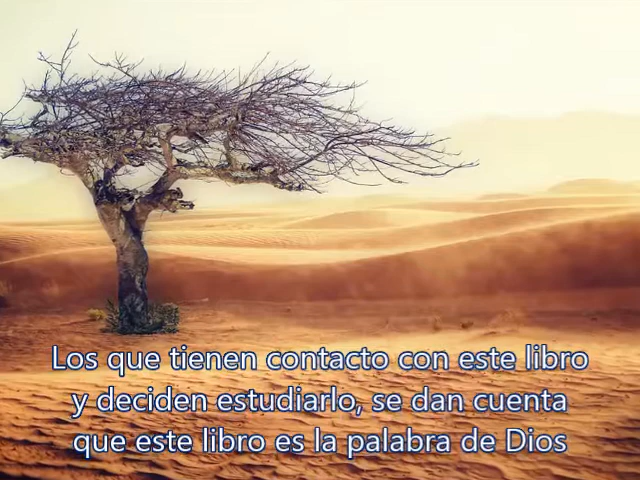 Los que tienen contacto con este libro
y deciden estudiarlo, se dan cuenta
que este libro es la palabra de Dios